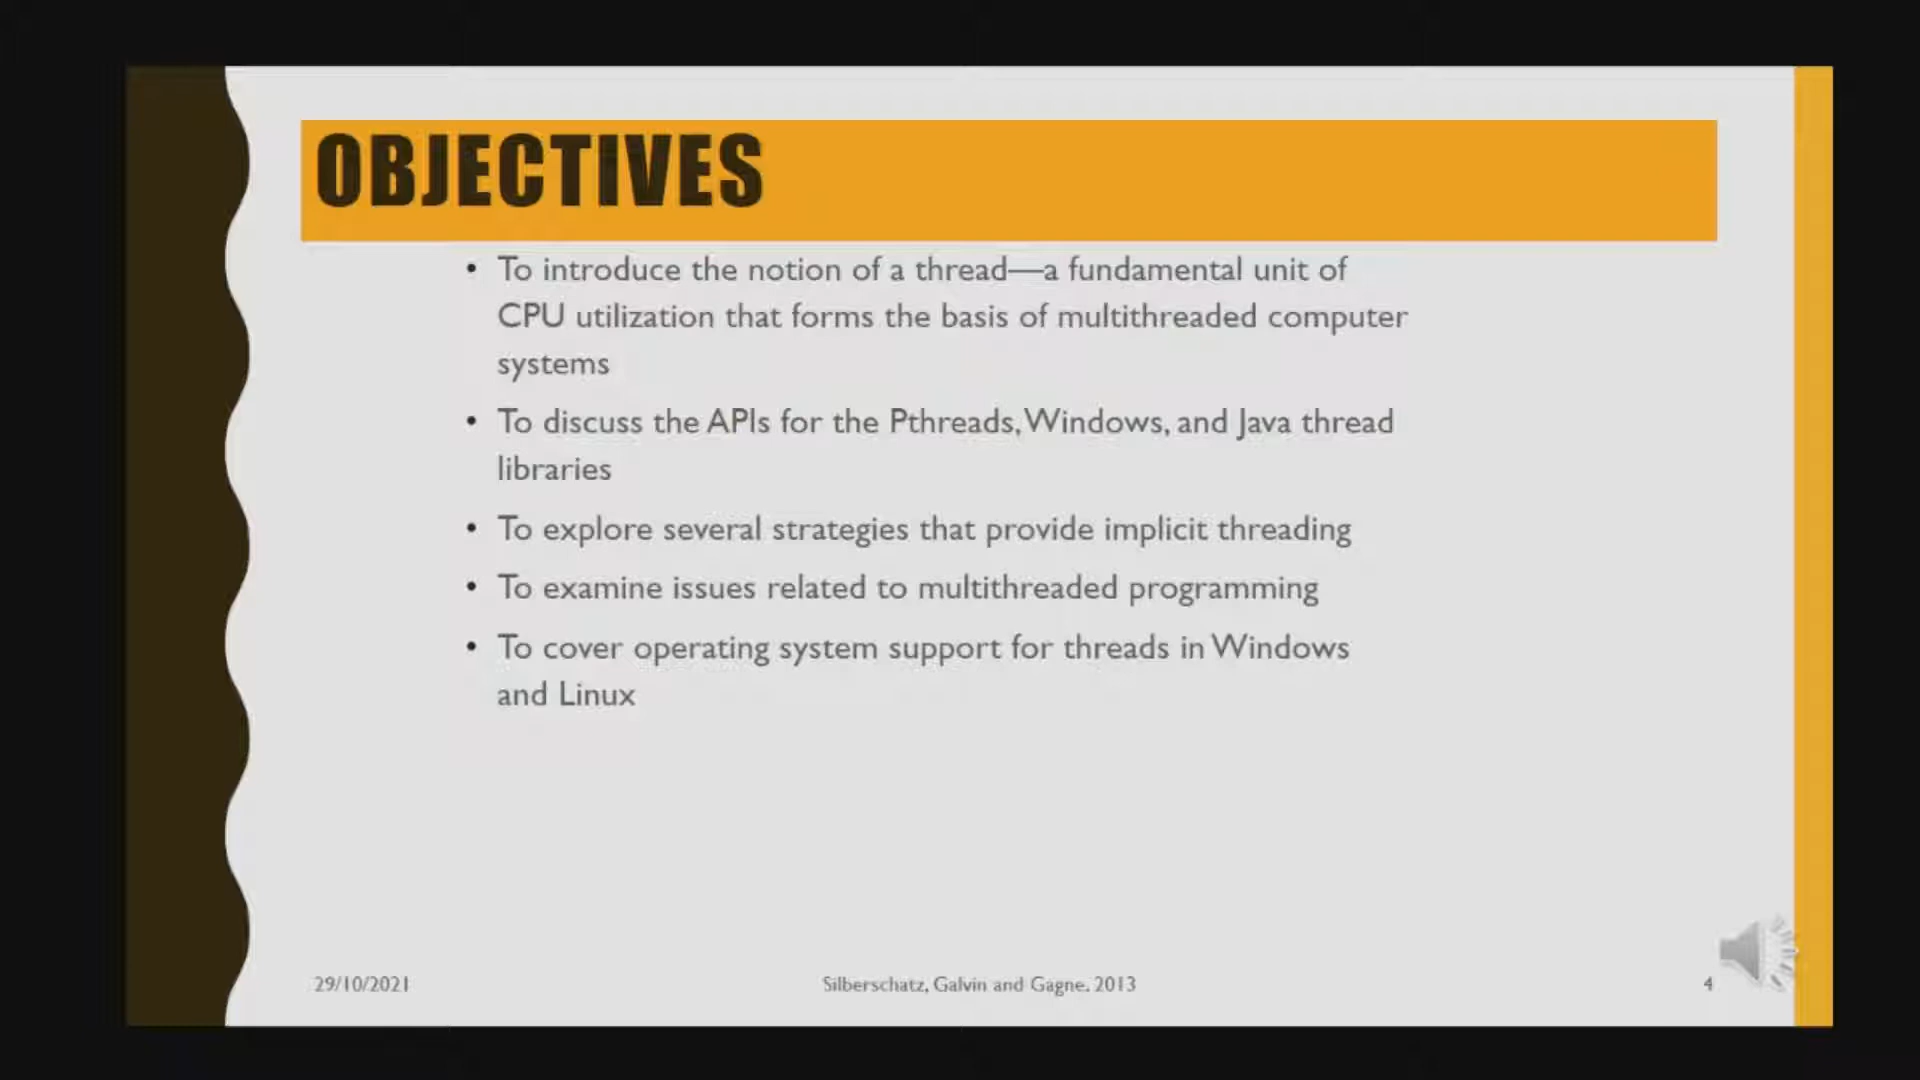 OBJECTIVES
• To introduce the notion of a thread—a fundamental unit of
CPU utilization that forms the basis of multithreaded computer
systems
• To discuss the APIs for the Pthreads, Windows, and Java thread
libraries
• To explore several strategies that provide implicit threading
• To examine issues related to multithreaded programming
• To cover operating system support for threads in Windows
and Linux
29/10/2021
Silberschatz, Galvin and Gagne. 2013
4